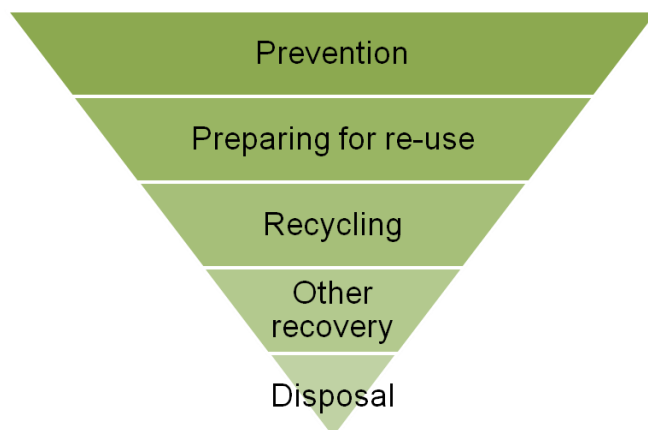 Prevention
Preparing for re-use
Recycling
Other
recovery
Disposal